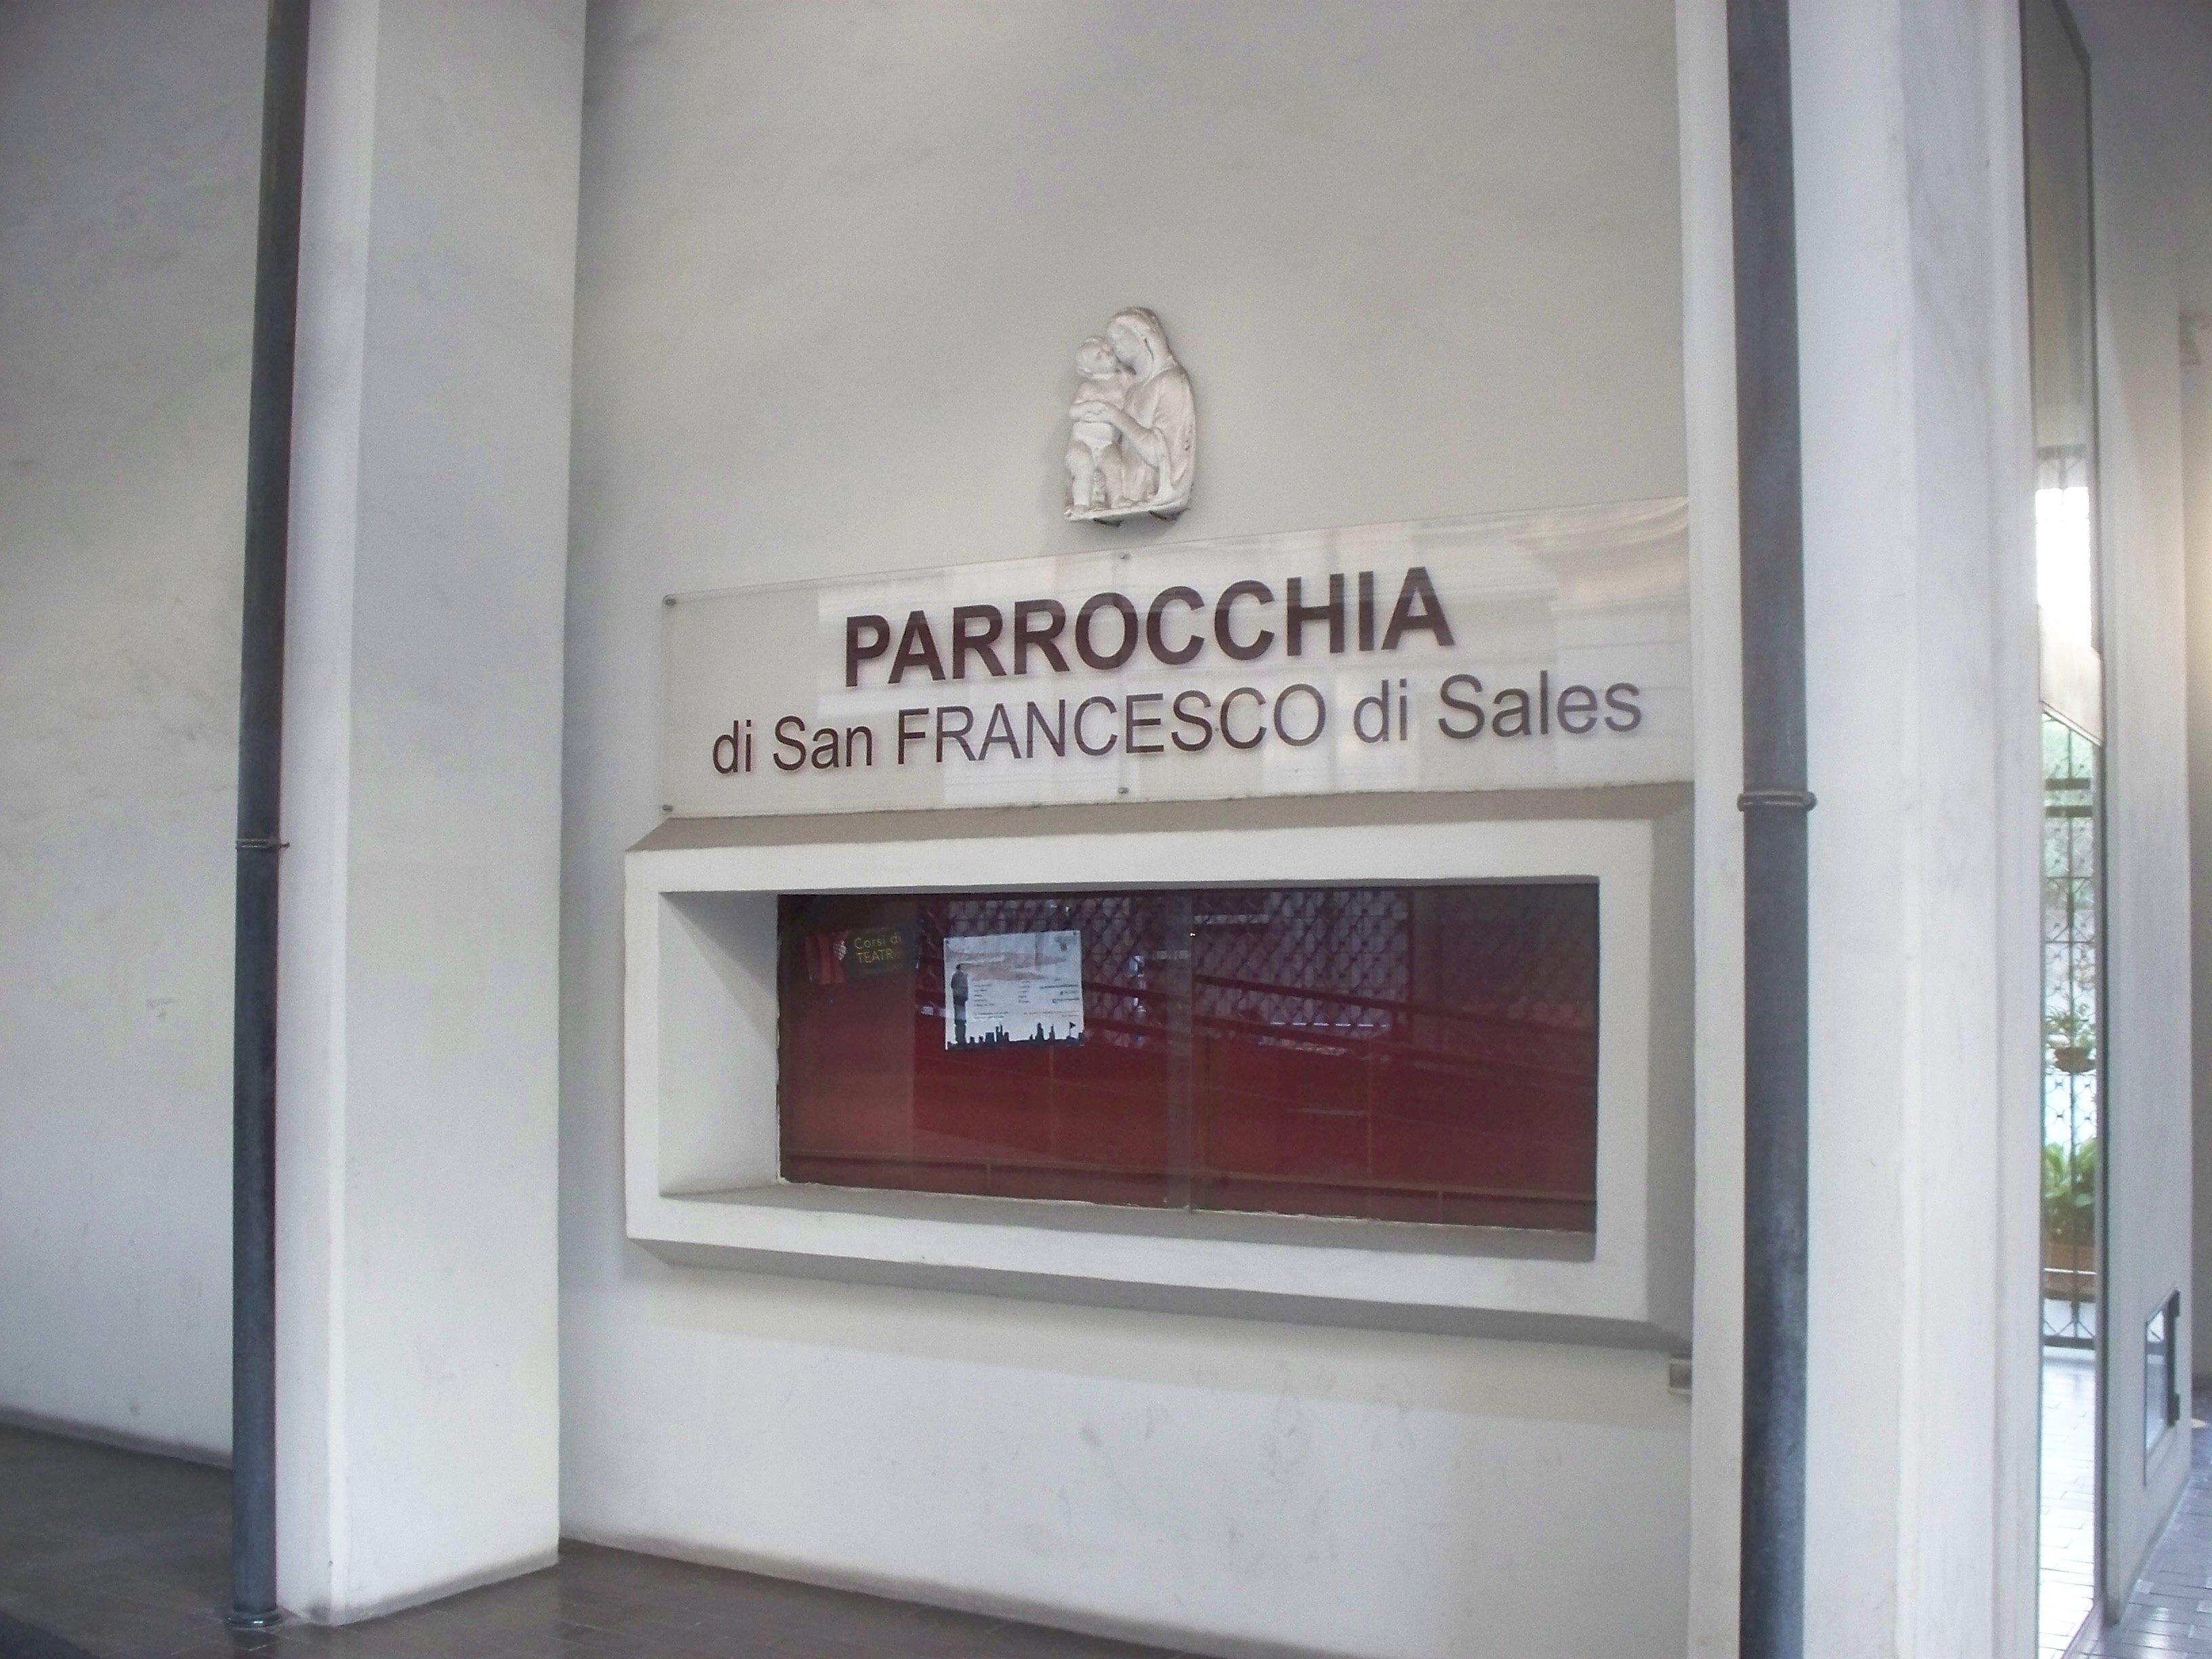 PARROCCHIA
di San FRANCESCO di Sales
Corsi di
TEATR